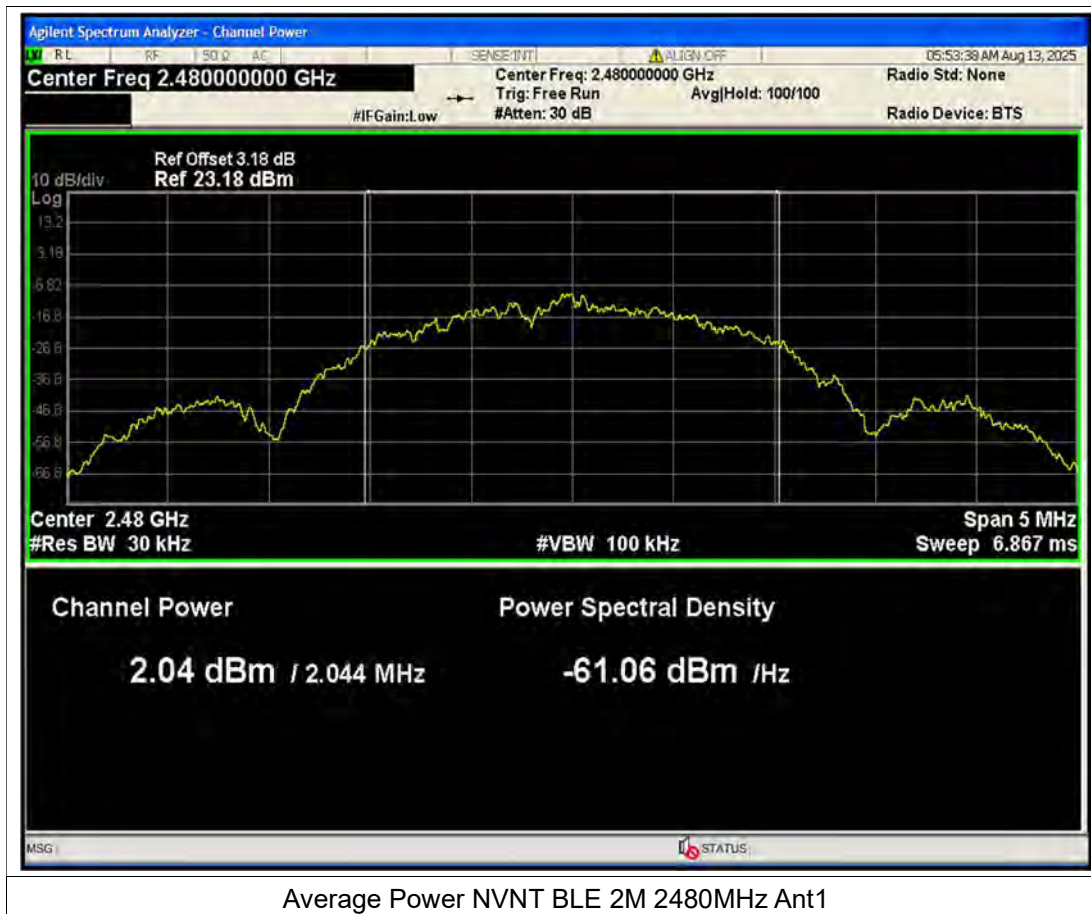 Agilent Spectrum Analyzer - Channel Power
LXI RL RF 50 Ω AC SENSE:INT ALIGN OFF 05:53:38 AM Aug 13, 2025
Center Freq 2.480000000 GHz
Center Freq: 2.480000000 GHz
Radio Std: None
Trig: Free Run Avg|Hold: 100/100
#IFGain:Low #Atten: 30 dB Radio Device: BTS
Ref Offset 3.18 dB
10 dB/div Ref 23.18 dBm
Log
13.2
3.18
-6.82
-16.8
-26.8
-36.8
-46.8
-56.8
-66.8
Center 2.48 GHz Span 5 MHz
#Res BW 30 kHz #VBW 100 kHz Sweep 6.867 ms
Channel Power Power Spectral Density
2.04 dBm / 2.044 MHz -61.06 dBm /Hz
MSG STATUS
Average Power NVNT BLE 2M 2480MHz Ant1